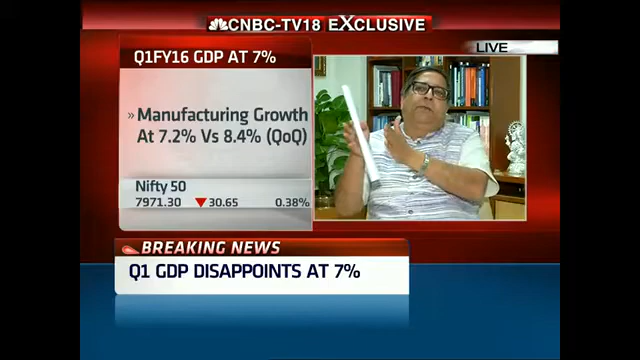 CNBC-TV18 EXCLUSIVE
LIVE
Q1FY16 GDP AT 7%
» Manufacturing Growth
At 7.2% Vs 8.4% (QoQ)
Nifty 50
7971.30 ▼ 30.65 0.38%
BREAKING NEWS
Q1 GDP DISAPPOINTS AT 7%